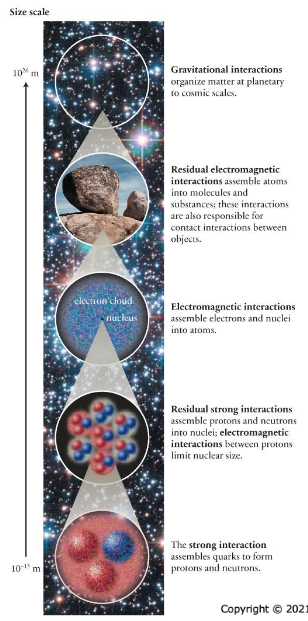 Size scale
10²⁶ m
Gravitational interactions
organize matter at planetary
to cosmic scales.
Residual electromagnetic
interactions assemble atoms
into molecules and
substances; these interactions
are also responsible for
contact interactions between
objects.
electron cloud
nucleus
Electromagnetic interactions
assemble electrons and nuclei
into atoms.
Residual strong interactions
assemble protons and neutrons
into nuclei; electromagnetic
interactions between protons
limit nuclear size.
The strong interaction
assembles quarks to form
protons and neutrons.
10⁻¹⁵ m
Copyright © 2021